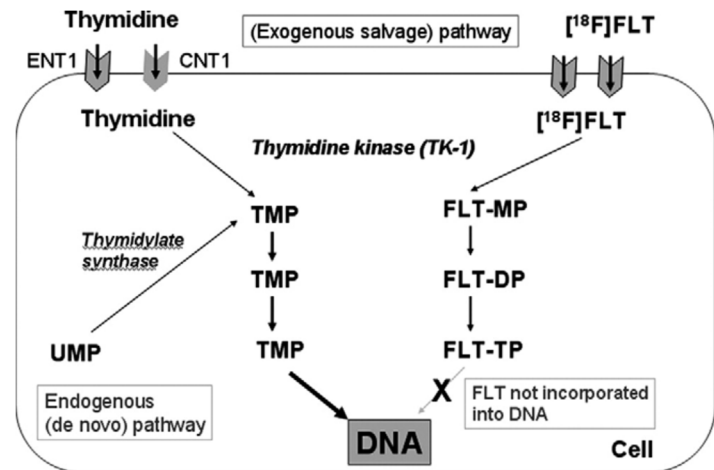 Thymidine
(Exogenous salvage) pathway
[¹⁸F]FLT
ENT1
CNT1
Thymidine
[¹⁸F]FLT
Thymidine kinase (TK-1)
TMP
FLT-MP
Thymidylate
synthase
TMP
FLT-DP
UMP
TMP
FLT-TP
X
Endogenous
(de novo) pathway
FLT not incorporated
into DNA
DNA
Cell